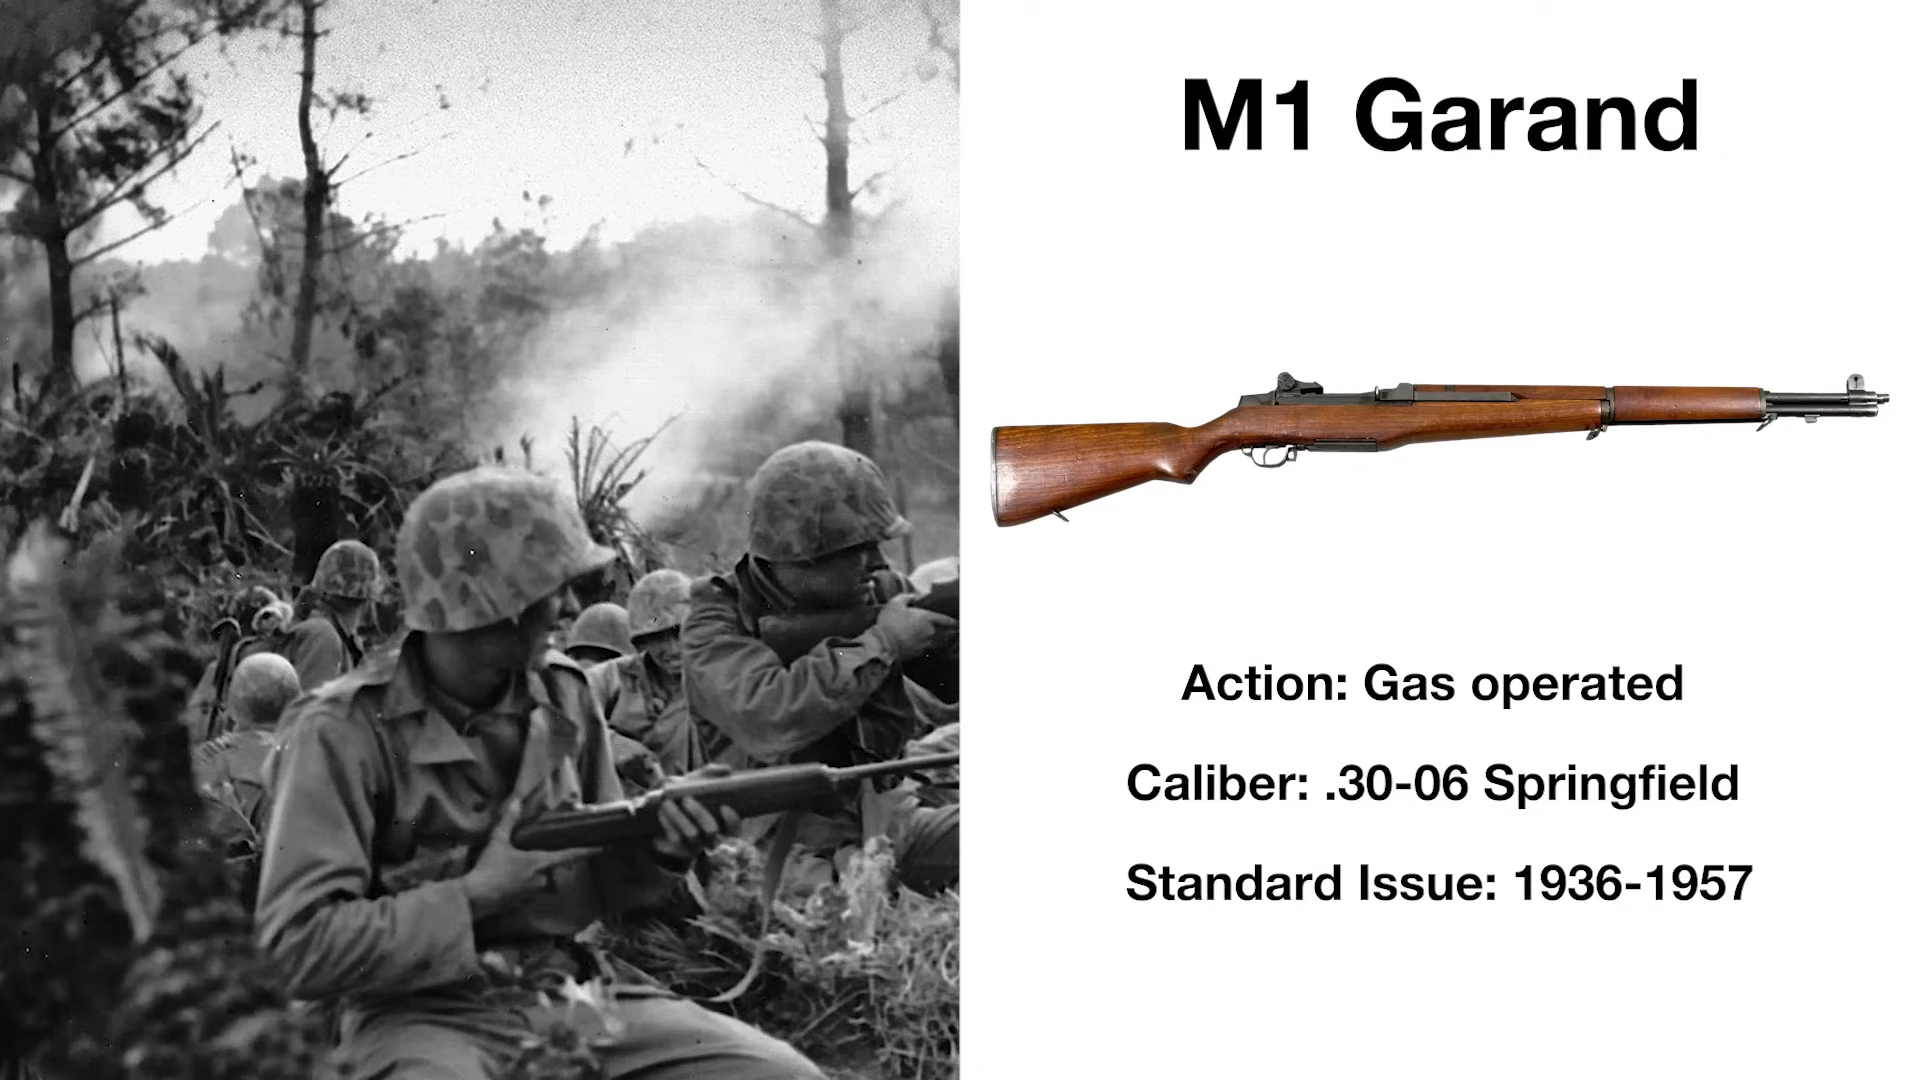 M1 Garand
Action: Gas operated
Caliber: .30-06 Springfield
Standard Issue: 1936-1957